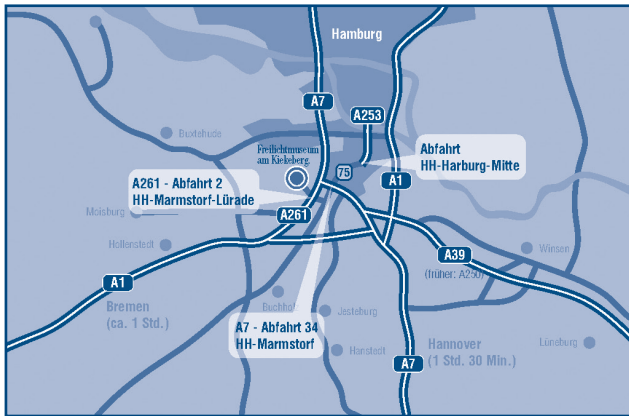 Hamburg
A7
A253
Buxtehude
Freilichtmuseum
am Kiekeberg
75
Abfahrt
HH-Harburg-Mitte
A261 - Abfahrt 2
HH-Marmstorf-Lürade
A1
Moisburg
A261
Hollenstedt
Winsen
A39
(früher: A250)
A1
Bremen
(ca. 1 Std.)
Buchholz
Jesteburg
A7 - Abfahrt 34
HH-Marmstorf
Hannover
(1 Std. 30 Min.)
Lüneburg
Hanstedt
A7